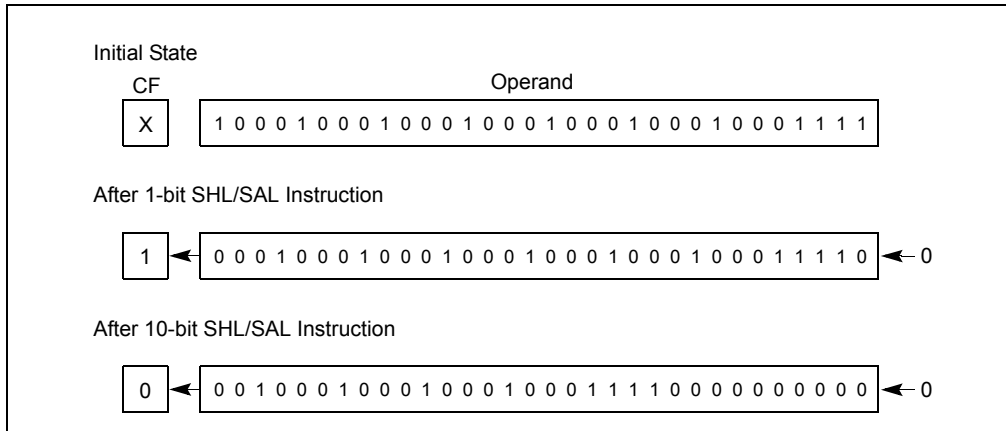 Initial State
CF Operand
X 1 0 0 0 1 0 0 0 1 0 0 0 1 0 0 0 1 0 0 0 1 0 0 0 1 0 0 0 1 1 1 1
After 1-bit SHL/SAL Instruction
1 0 0 0 1 0 0 0 1 0 0 0 1 0 0 0 1 0 0 0 1 0 0 0 1 0 0 0 1 1 1 1 0 0
After 10-bit SHL/SAL Instruction
0 0 0 1 0 0 0 1 0 0 0 1 0 0 0 1 0 0 0 1 1 1 1 0 0 0 0 0 0 0 0 0 0 0